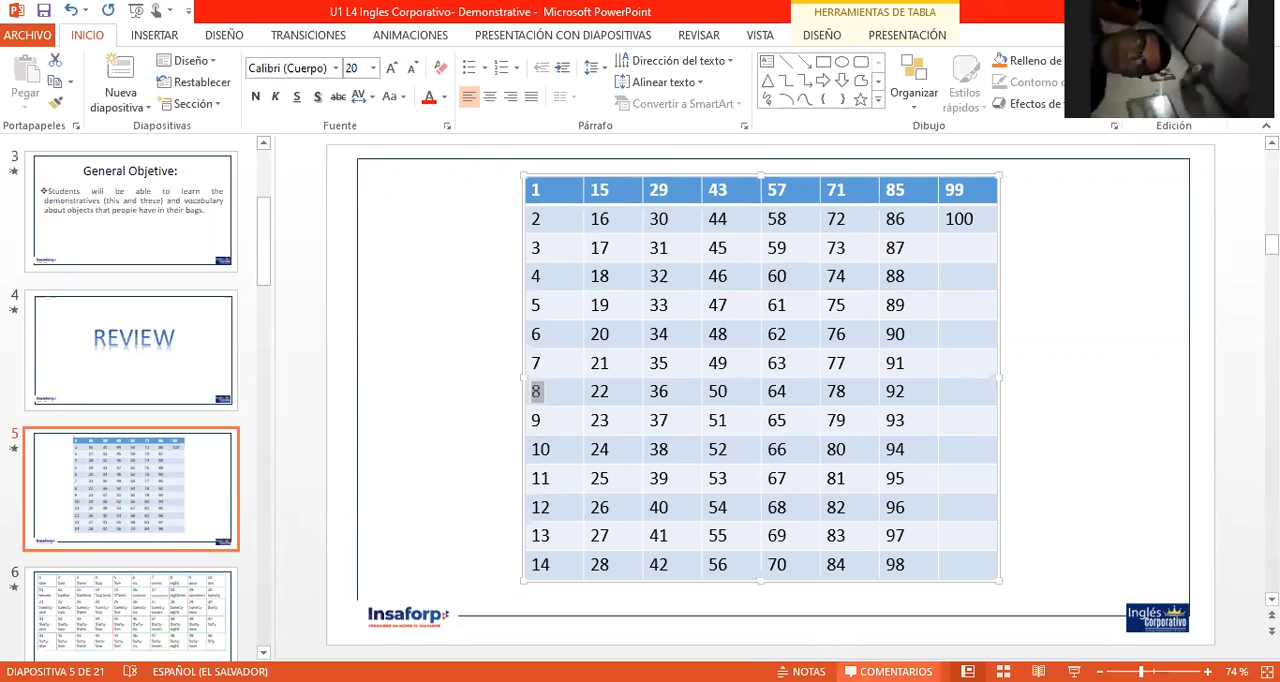 U1 L4 Ingles Corporativo- Demonstrative - Microsoft PowerPoint
HERRAMIENTAS DE TABLA
ARCHIVO INICIO INSERTAR DISEÑO TRANSICIONES ANIMACIONES PRESENTACIÓN CON DIAPOSITIVAS REVISAR VISTA DISEÑO PRESENTACIÓN
Pegar
Nueva diapositiva
Diseño
Restablecer
Sección
Calibri (Cuerpo) 20
N K S S abc AV Aa A
Dirección del texto
Alinear texto
Convertir a SmartArt
Organizar
Estilos rápidos
Relleno de
Contorno
Efectos de
Portapapeles Diapositivas Fuente Párrafo Dibujo Edición
3
General Objetive:
Students will be able to learn the
demonstratives (this and these) and vocabulary
about objects that people have in their bags.
4
REVIEW
5
6
1 15 29 43 57 71 85 99
2 16 30 44 58 72 86 100
3 17 31 45 59 73 87
4 18 32 46 60 74 88
5 19 33 47 61 75 89
6 20 34 48 62 76 90
7 21 35 49 63 77 91
8 22 36 50 64 78 92
9 23 37 51 65 79 93
10 24 38 52 66 80 94
11 25 39 53 67 81 95
12 26 40 54 68 82 96
13 27 41 55 69 83 97
14 28 42 56 70 84 98
Insaforp
Inglés
Corporativo
DIAPOSITIVA 5 DE 21 ESPAÑOL (EL SALVADOR) NOTAS COMENTARIOS 74 %